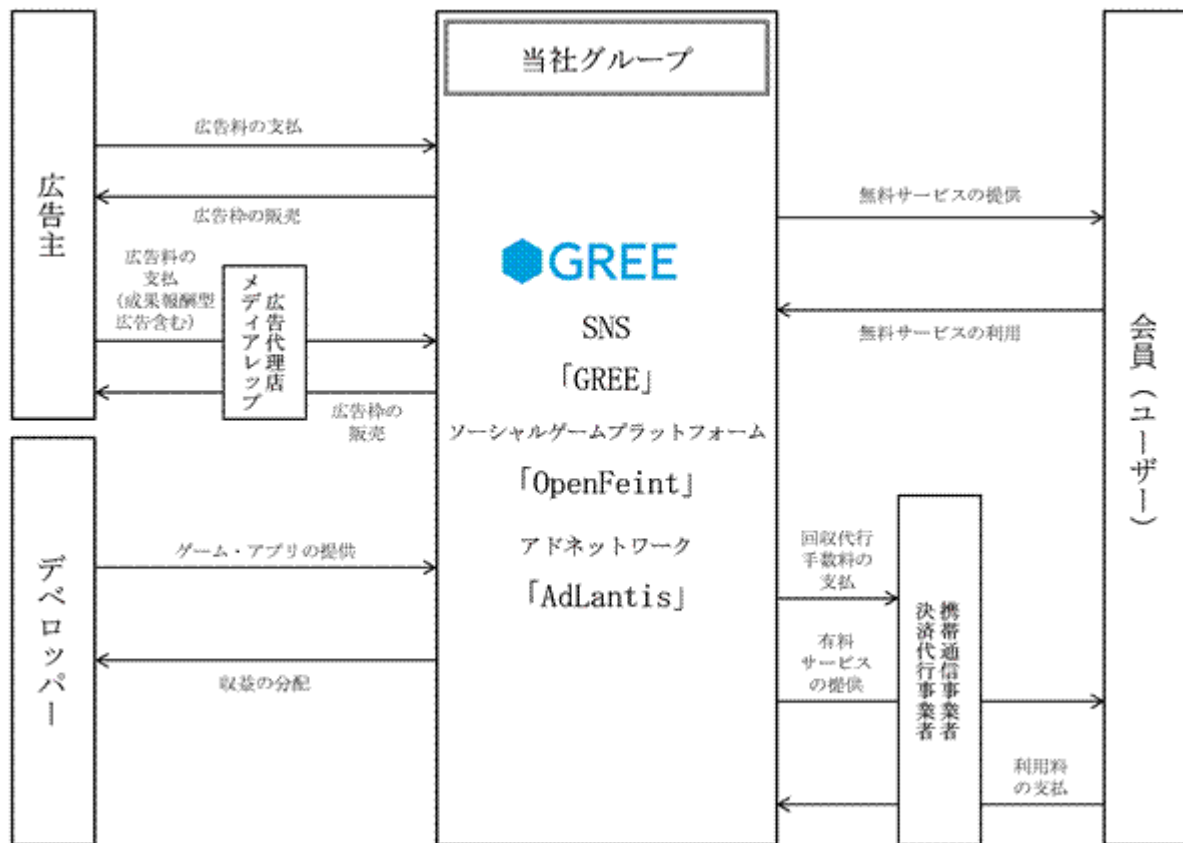 当社グループ
広告主
広告料の支払
広告枠の販売
広告料の
支払
(成果報酬型
広告含む)
広告代理店
メディアレップ
広告枠の
販売
デベロッパー
ゲーム・アプリの提供
収益の分配
GREE
SNS
「GREE」
ソーシャルゲームプラットフォーム
「OpenFeint」
アドネットワーク
「AdLantis」
無料サービスの提供
無料サービスの利用
回収代行
手数料の
支払
有料
サービス
の提供
携帯通信事業者
決済代行事業者
利用料
の支払
会員(ユーザー)